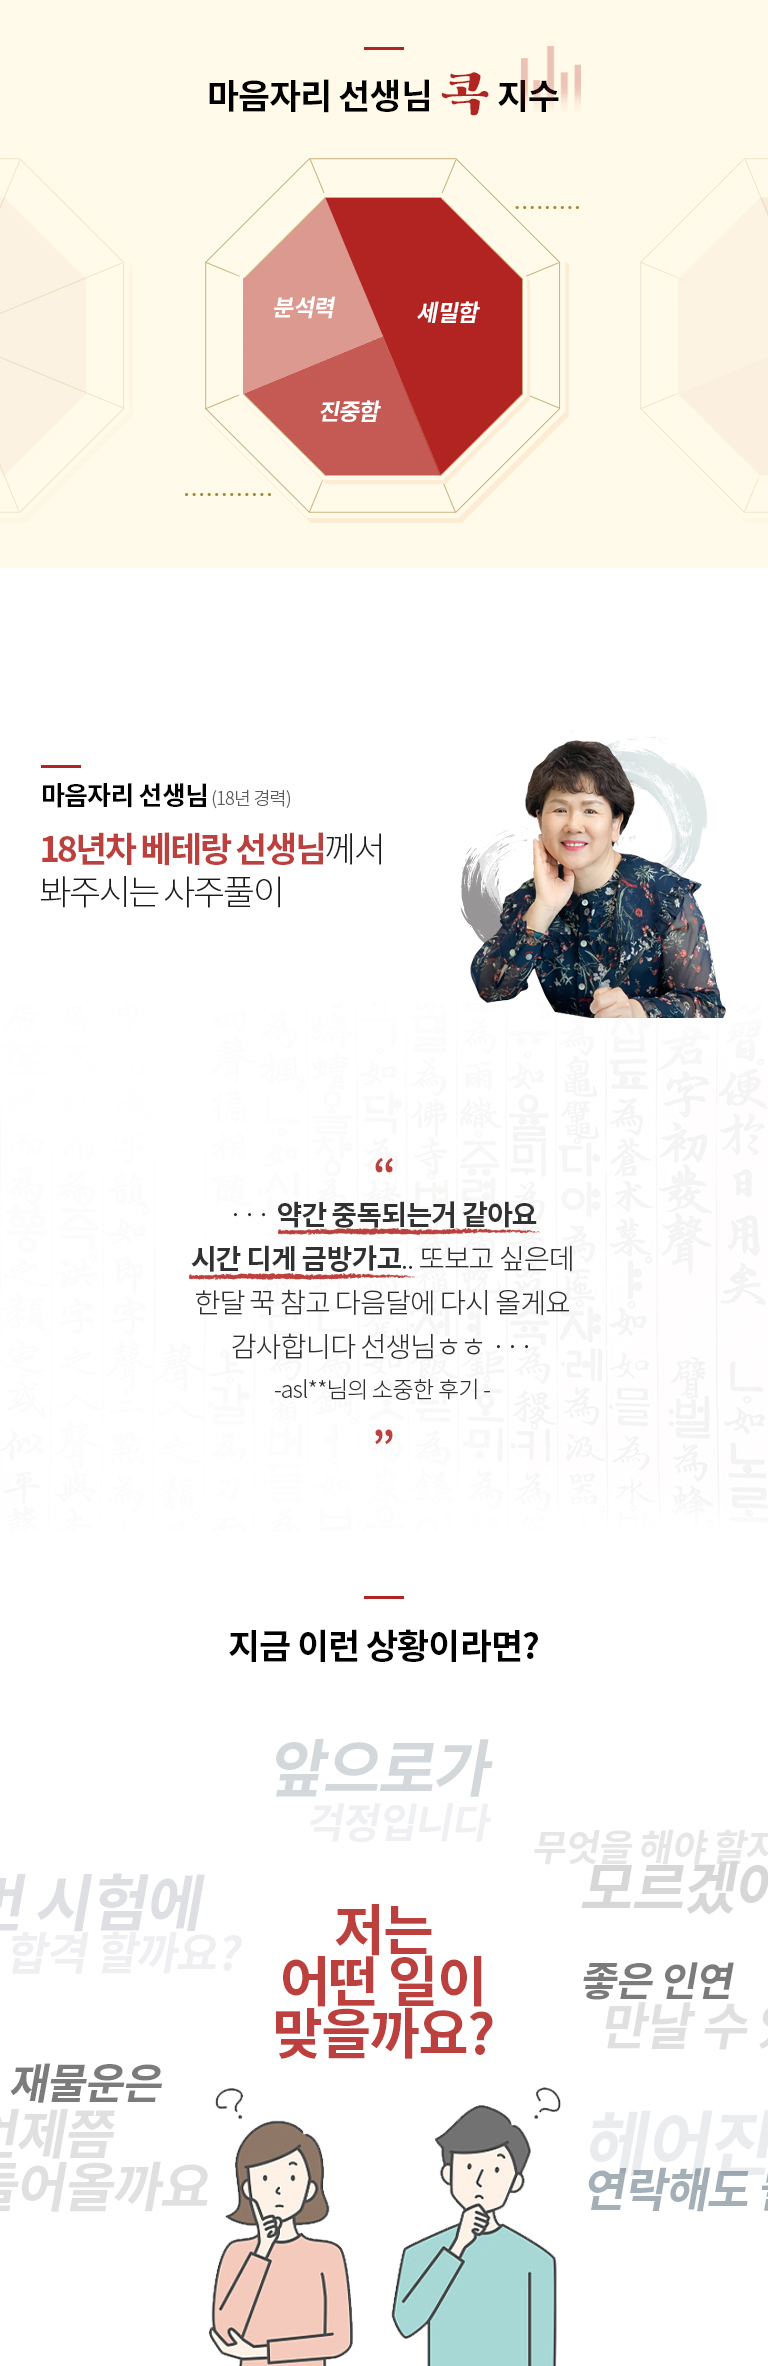 마음자리 선생님 콕 지수
분석력
세밀함
진중함
마음자리 선생님 (18년 경력)
18년차 베테랑 선생님께서
봐주시는 사주풀이
“
··· 약간 중독되는거 같아요
시간 디게 금방가고.. 또보고 싶은데
한달 꾹 참고 다음달에 다시 올게요
감사합니다 선생님ㅎㅎ ···
-asl**님의 소중한 후기 -
”
지금 이런 상황이라면?
앞으로가
걱정입니다
무엇을 해야 할지
모르겠어
번 시험에
합격 할까요?
저는
어떤 일이
맞을까요?
좋은 인연
만날 수
재물운은
언제쯤
들어올까요
헤어진
연락해도